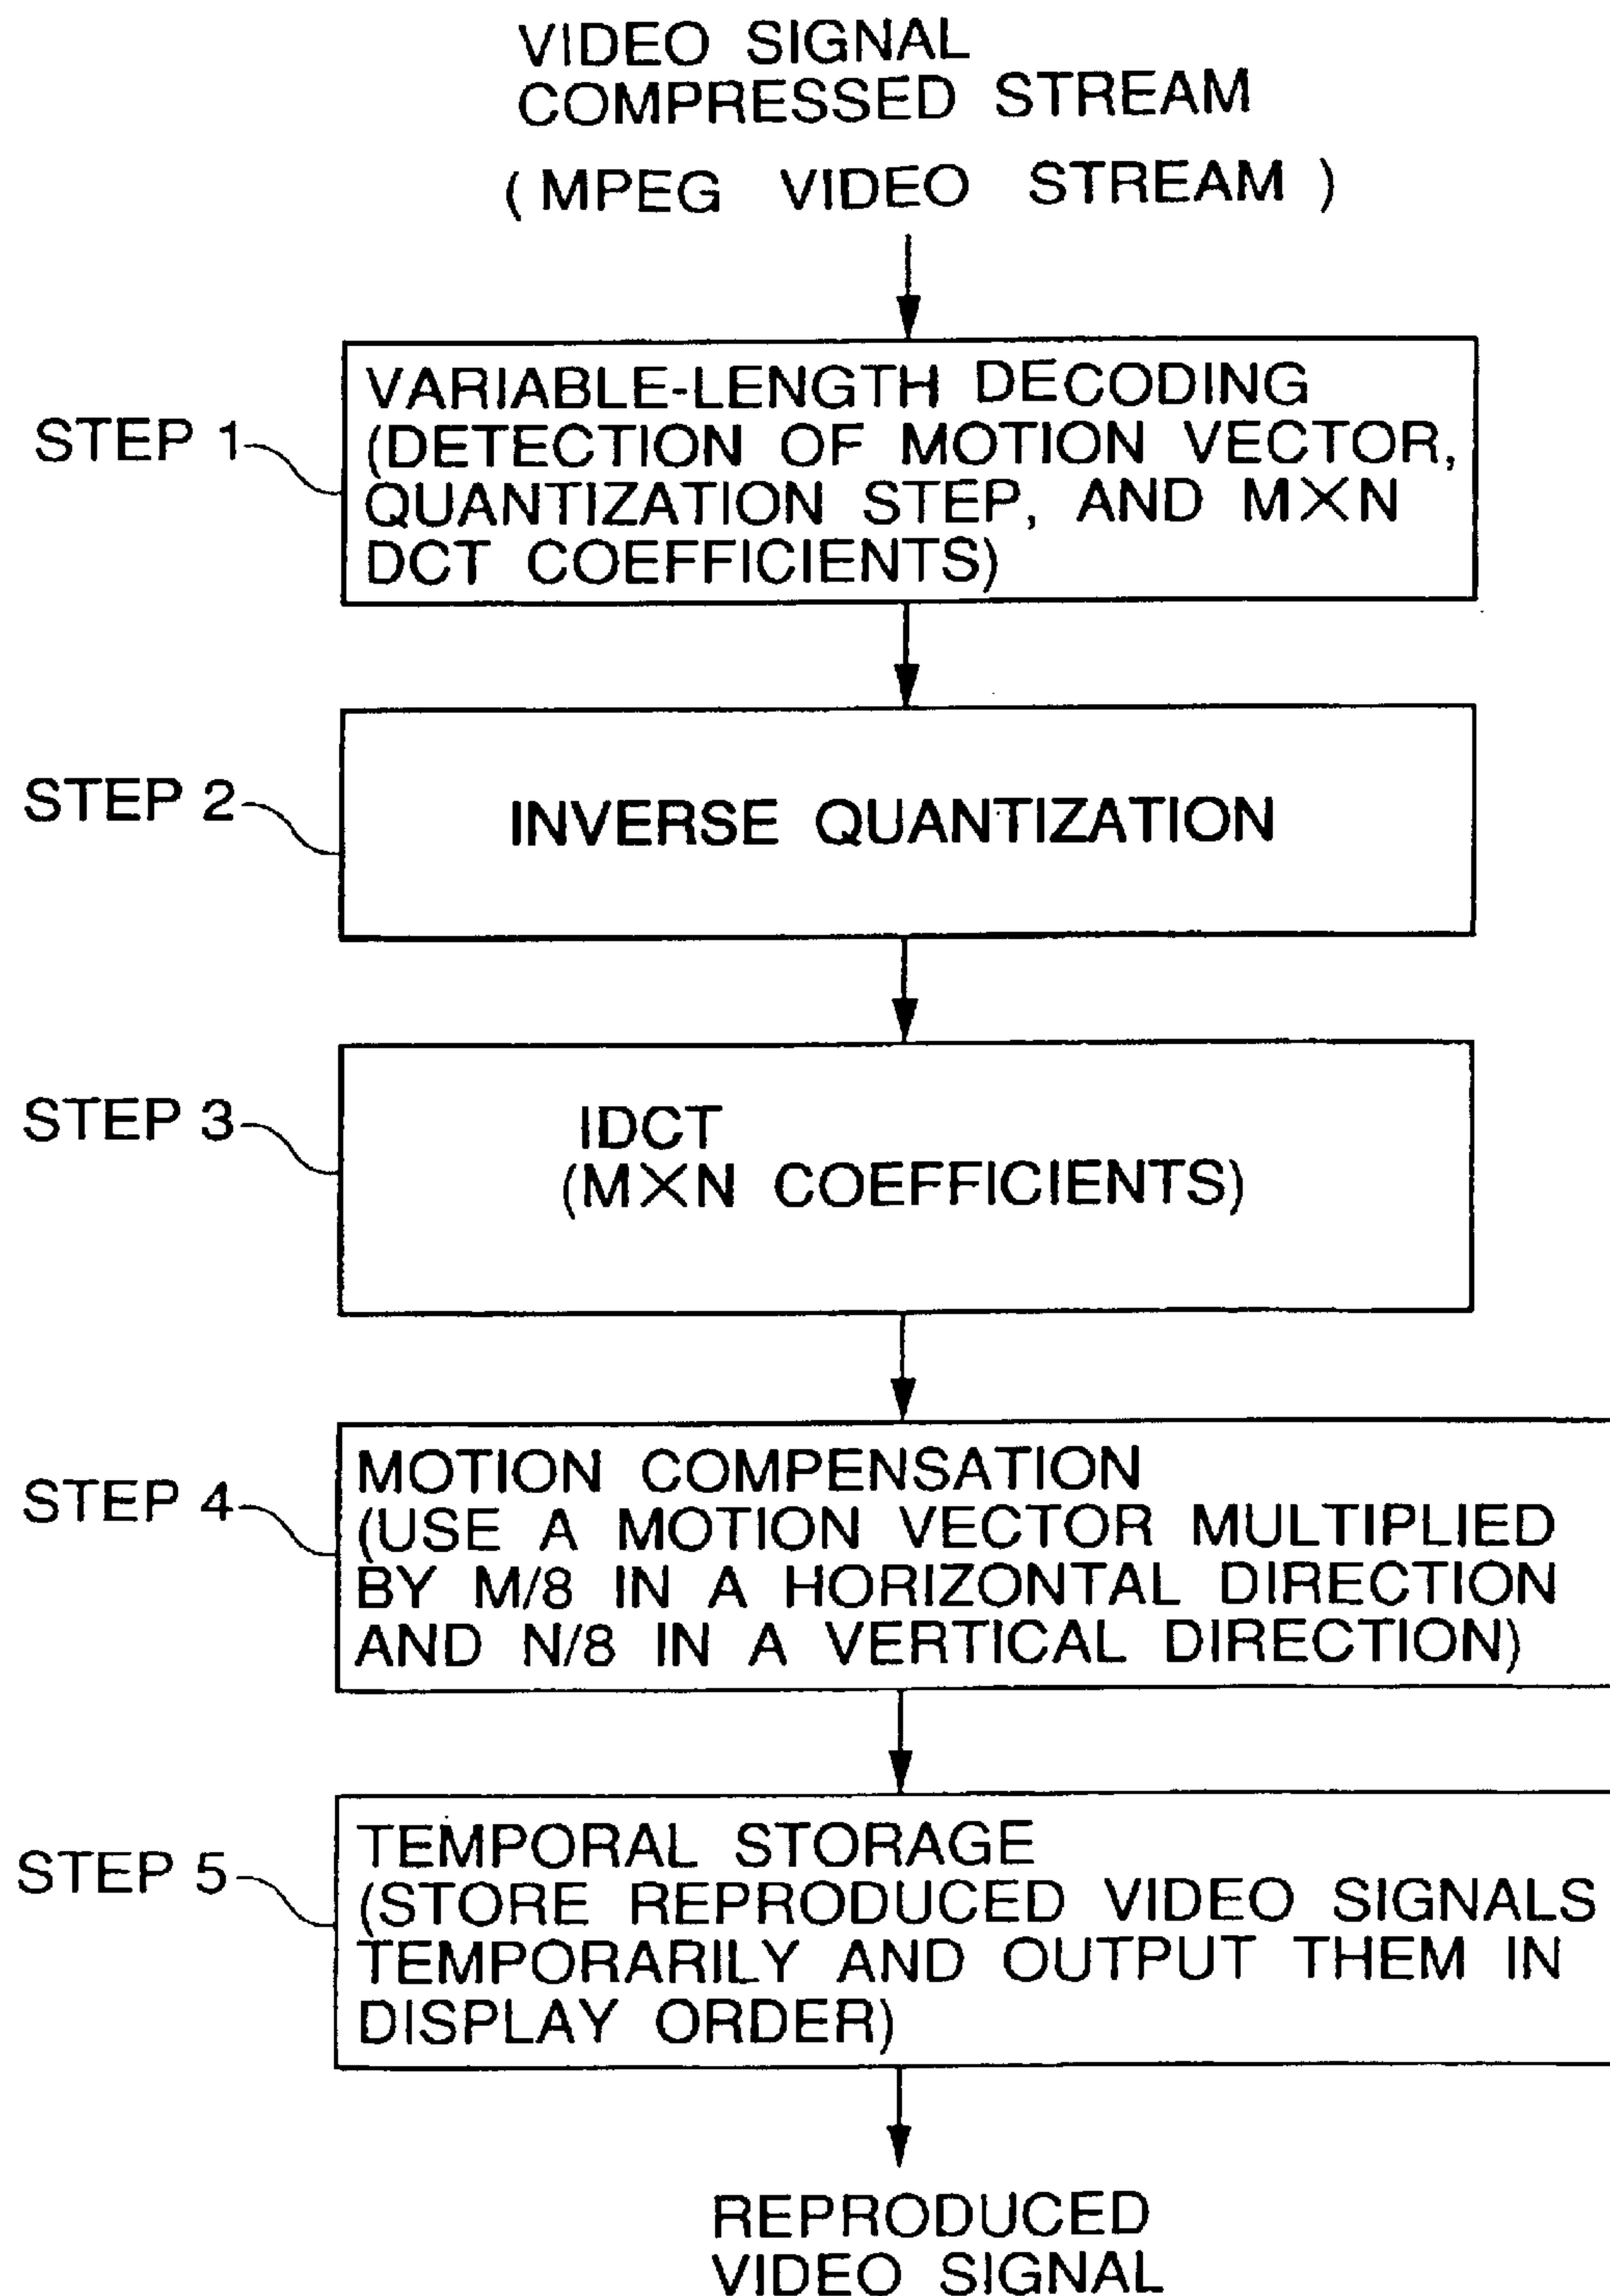 VIDEO SIGNAL
COMPRESSED STREAM
( MPEG VIDEO STREAM )
STEP 1
VARIABLE-LENGTH DECODING
(DETECTION OF MOTION VECTOR,
QUANTIZATION STEP, AND M×N
DCT COEFFICIENTS)
STEP 2
INVERSE QUANTIZATION
STEP 3
IDCT
(M×N COEFFICIENTS)
STEP 4
MOTION COMPENSATION
(USE A MOTION VECTOR MULTIPLIED
BY M/8 IN A HORIZONTAL DIRECTION
AND N/8 IN A VERTICAL DIRECTION)
STEP 5
TEMPORAL STORAGE
(STORE REPRODUCED VIDEO SIGNALS
TEMPORARILY AND OUTPUT THEM IN
DISPLAY ORDER)
REPRODUCED
VIDEO SIGNAL